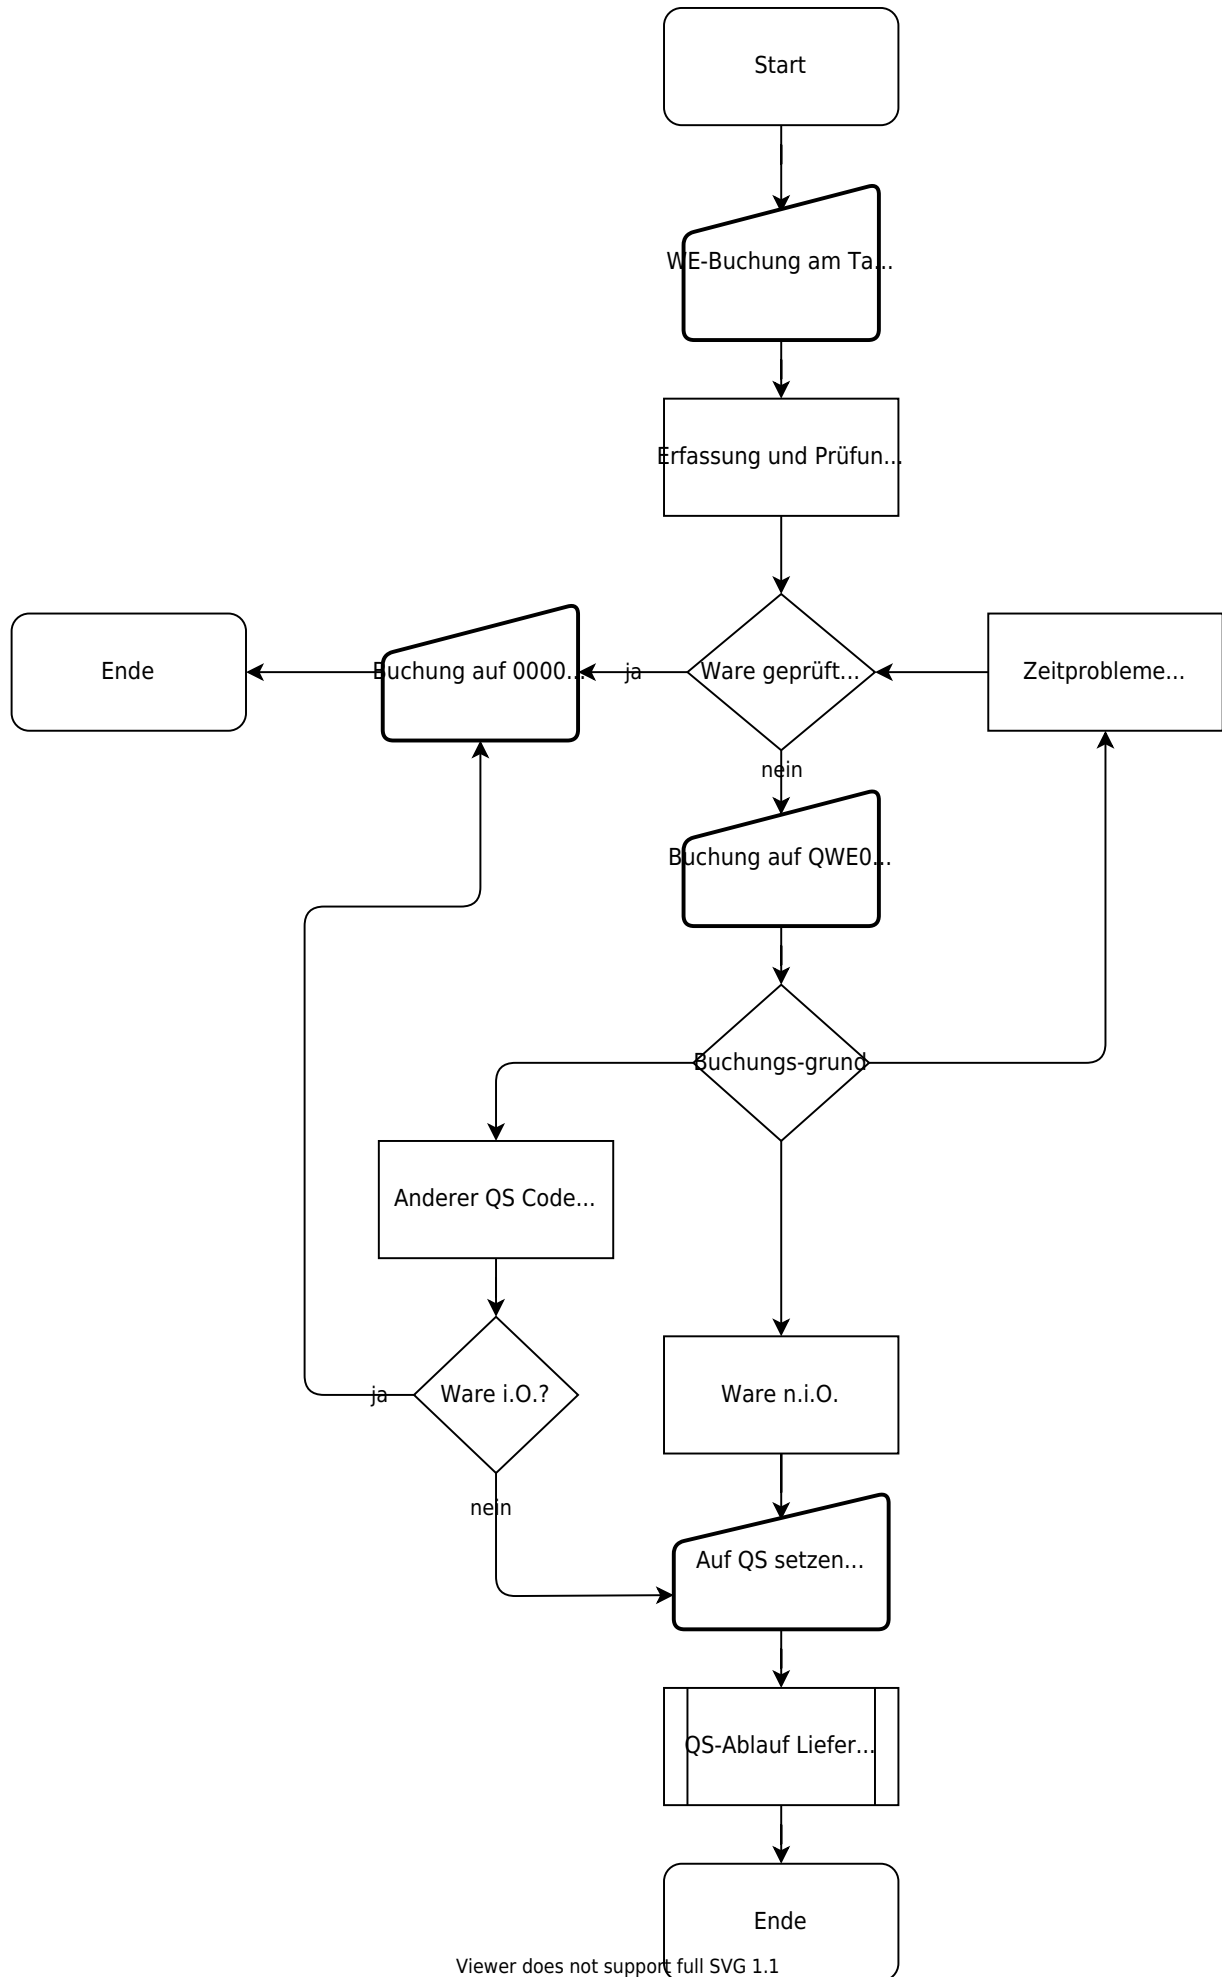 Start
WE-Buchung am Ta...
Erfassung und Prüfun...
Ende
Buchung auf 0000...
ja
Ware geprüft...
Zeitprobleme...
nein
Buchung auf QWE0...
Buchungs-grund
Anderer QS Code...
ja
Ware i.O.?
Ware n.i.O.
nein
Auf QS setzen...
QS-Ablauf Liefer...
Ende
Viewer does not support full SVG 1.1